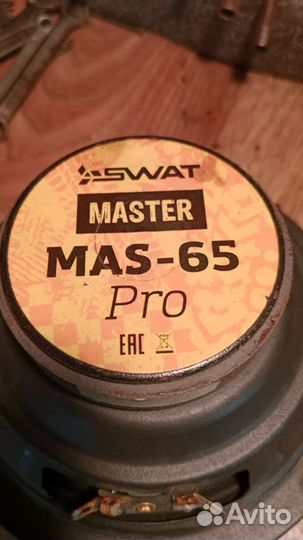 SWAT
MASTER
MAS-65
Pro
EAC
Avito